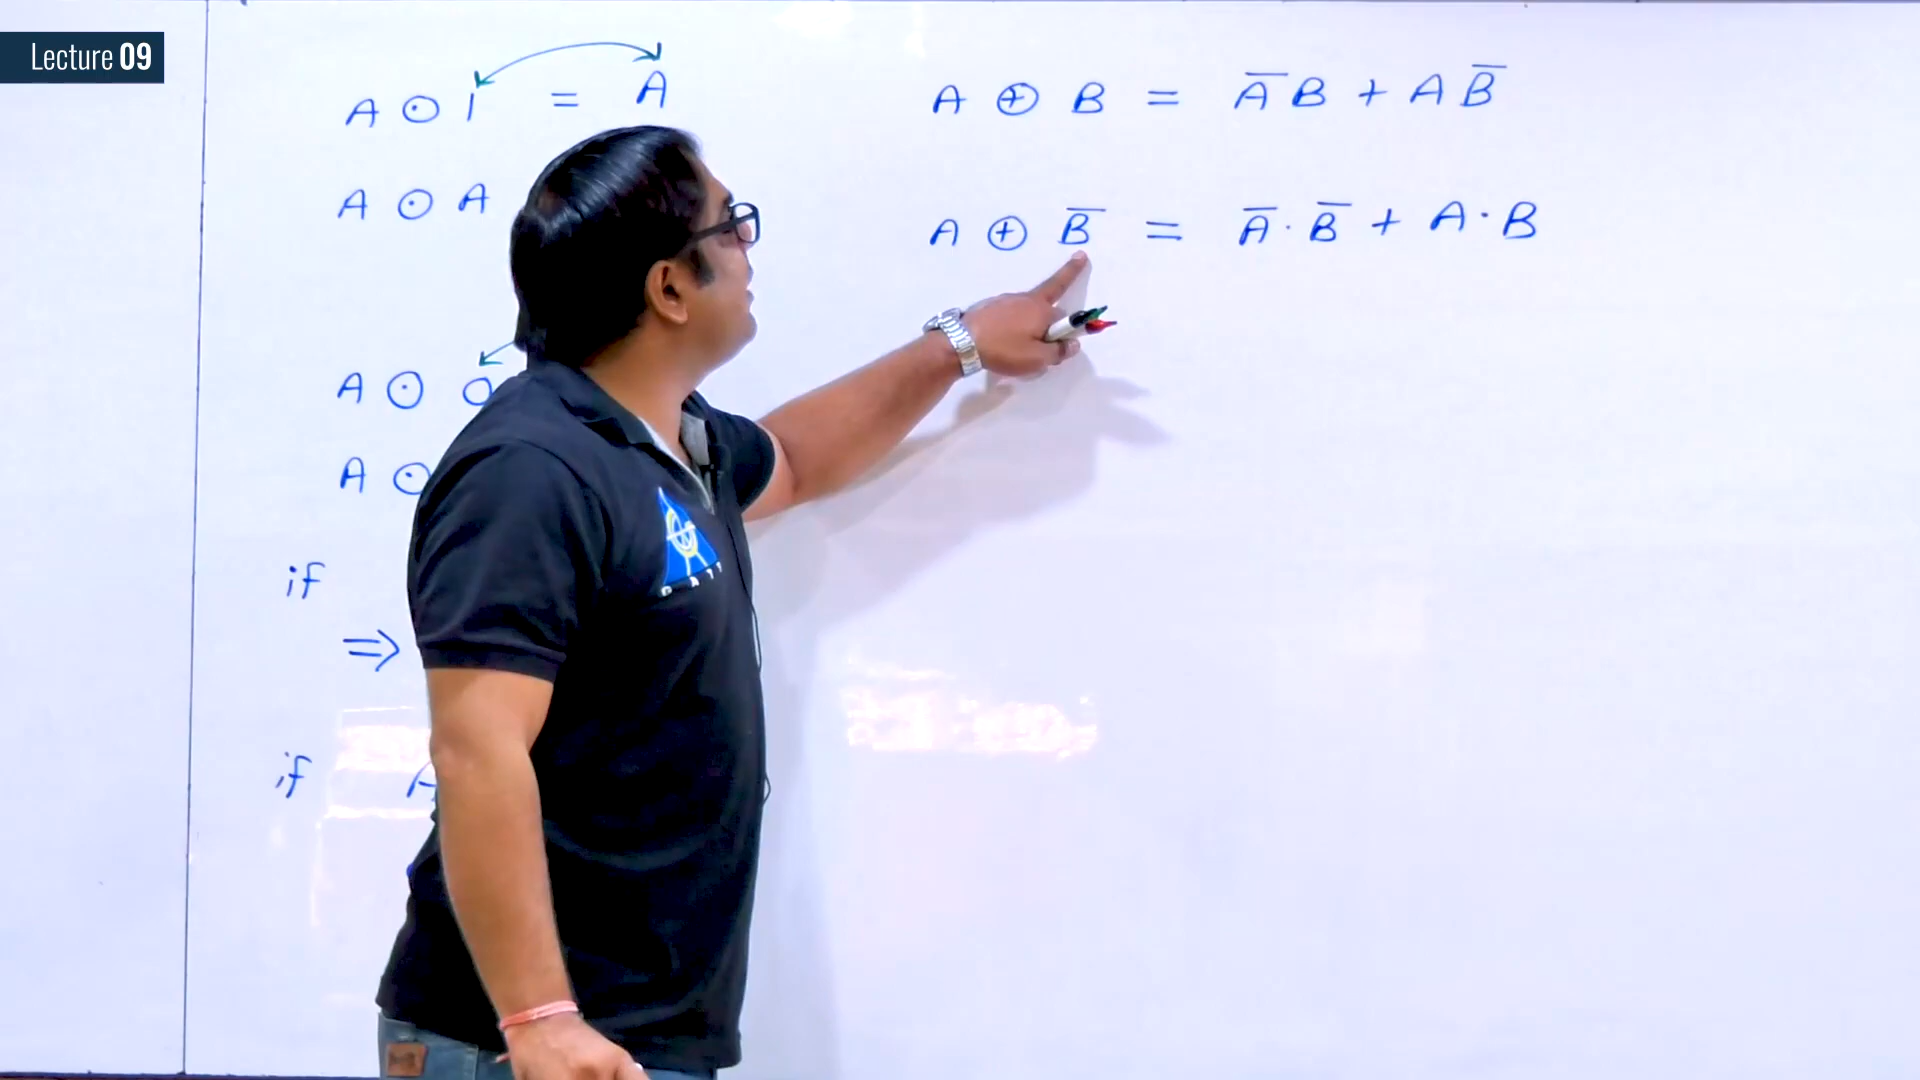 Lecture 09
A ⊙ 1 = A
A ⊙ A
A ⊙ 0
A ⊙
if
⇒
if A
A ⊕ B = A̅ B + A B̅
A ⊕ B̅ = A̅ · B̅ + A · B